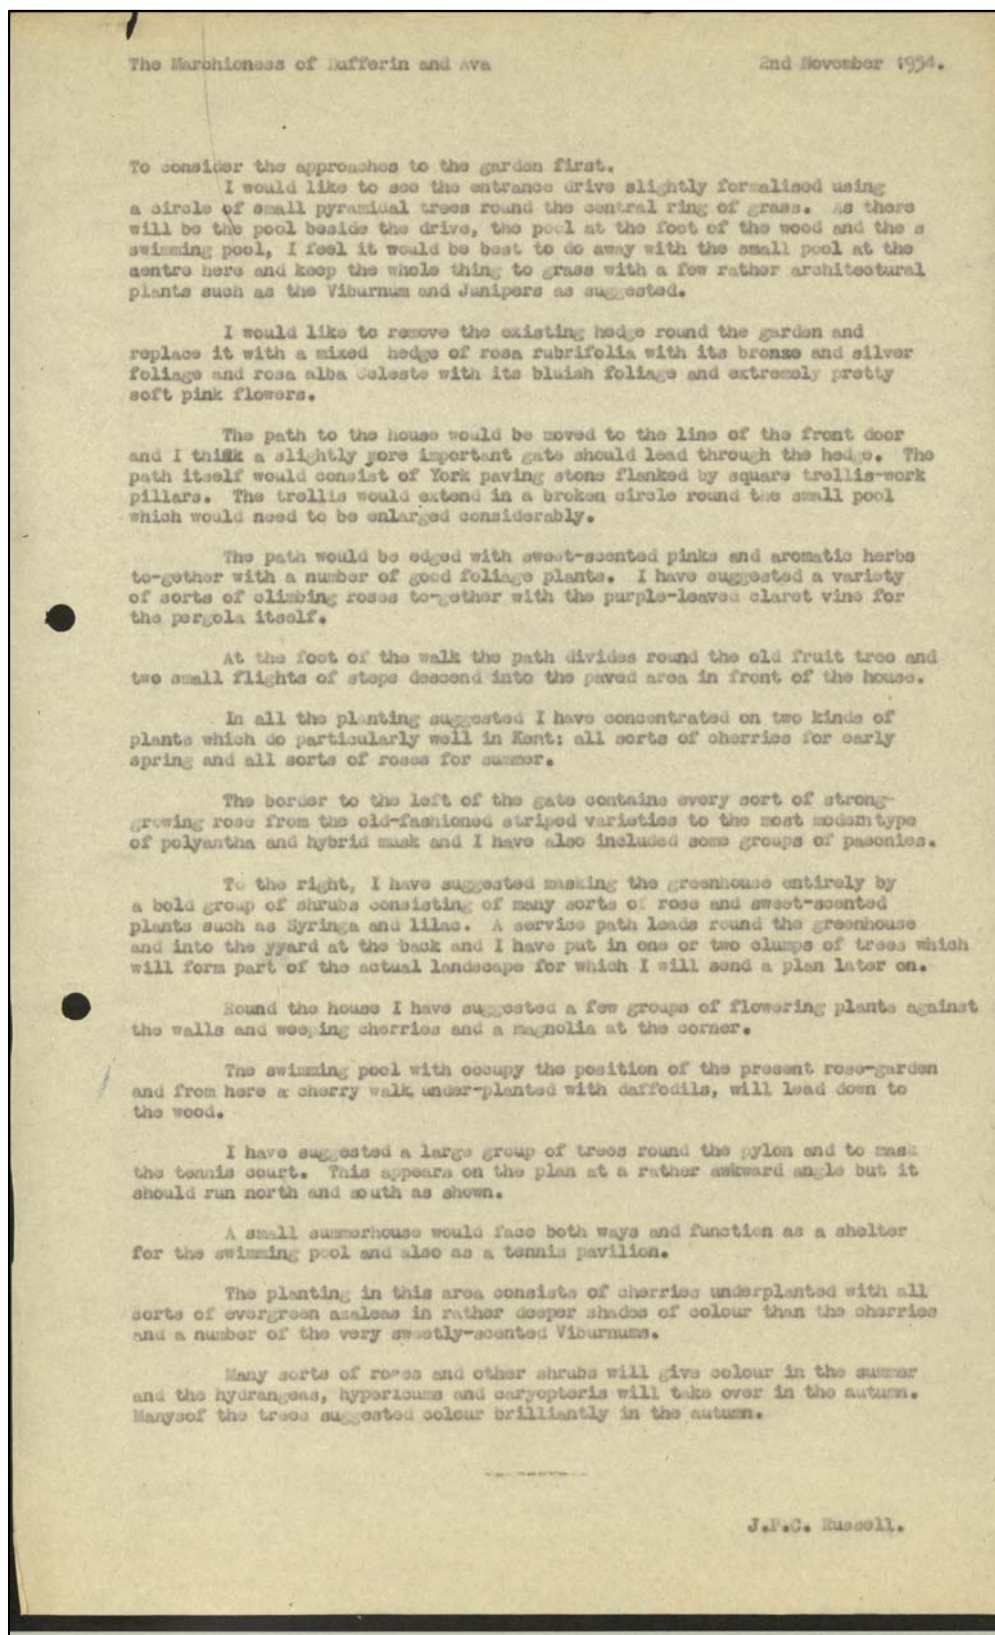 The Marchioness of Dufferin and Ava 2nd November 1954.
To consider the approaches to the garden first.
I would like to see the entrance drive slightly formalised using
a circle of small pyramidal trees round the central ring of grass. As there
will be the pool beside the drive, the pool at the foot of the wood and the s
swimming pool, I feel it would be best to do away with the small pool at the
centre here and keep the whole thing to grass with a few rather architectural
plants such as the Viburnum and Junipers as suggested.
I would like to remove the existing hedge round the garden and
replace it with a mixed hedge of rosa rubrifolia with its bronze and silver
foliage and rosa alba Celeste with its bluish foliage and extremely pretty
soft pink flowers.
The path to the house would be moved to the line of the front door
and I think a slightly more important gate should lead through the hedge. The
path itself would consist of York paving stone flanked by square trellis-work
pillars. The trellis would extend in a broken circle round the small pool
which would need to be enlarged considerably.
The path would be edged with sweet-scented pinks and aromatic herbs
to-gether with a number of good foliage plants. I have suggested a variety
of sorts of climbing roses to-gether with the purple-leaved claret vine for
the pergola itself.
At the foot of the walk the path divides round the old fruit tree and
two small flights of steps descend into the paved area in front of the house.
In all the planting suggested I have concentrated on two kinds of
plants which do particularly well in Kent: all sorts of cherries for early
spring and all sorts of roses for summer.
The border to the left of the gate contains every sort of strong-
growing rose from the old-fashioned striped varieties to the most modern type
of polyantha and hybrid musk and I have also included some groups of paeonies.
To the right, I have suggested masking the greenhouse entirely by
a bold group of shrubs consisting of many sorts of rose and sweet-scented
plants such as Syringa and lilac. A service path leads round the greenhouse
and into the yyard at the back and I have put in one or two clumps of trees which
will form part of the actual landscape for which I will send a plan later on.
Round the house I have suggested a few groups of flowering plants against
the walls and weeping cherries and a magnolia at the corner.
The swimming pool with occupy the position of the present rose-garden
and from here a cherry walk under-planted with daffodils, will lead down to
the wood.
I have suggested a large group of trees round the pylon and to mask
the tennis court. This appears on the plan at a rather awkward angle but it
should run north and south as shown.
A small summerhouse would face both ways and function as a shelter
for the swimming pool and also as a tennis pavilion.
The planting in this area consists of cherries underplanted with all
sorts of evergreen azaleas in rather deeper shades of colour than the cherries
and a number of the very sweetly-scented Viburnums.
Many sorts of roses and other shrubs will give colour in the summer
and the hydrangeas, hypericums and caryopteris will take over in the autumn.
Manysof the trees suggested colour brilliantly in the autumn.
J.P.C. Russell.